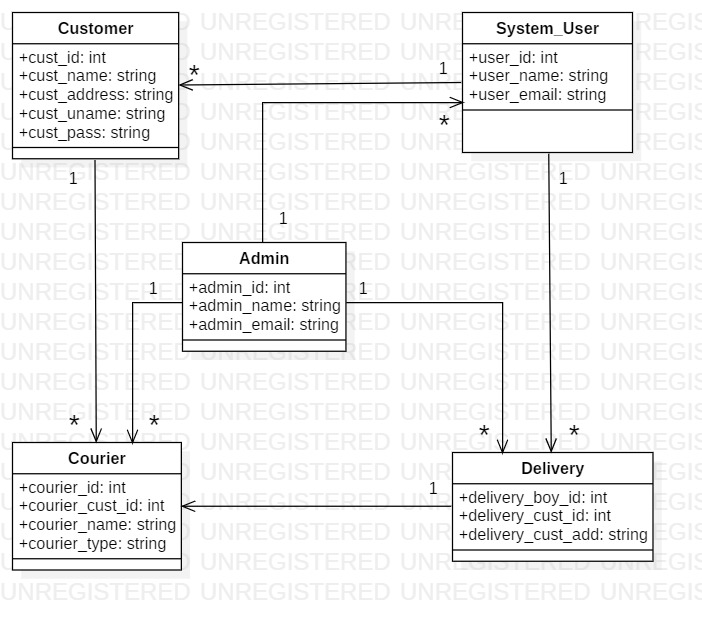 Customer
+cust_id: int
+cust_name: string
+cust_address: string
+cust_uname: string
+cust_pass: string
System_User
+user_id: int
+user_name: string
+user_email: string
*
1
*
1
1
1
Admin
+admin_id: int
+admin_name: string
+admin_email: string
1
1
*
*
*
*
Courier
+courier_id: int
+courier_cust_id: int
+courier_name: string
+courier_type: string
1
Delivery
+delivery_boy_id: int
+delivery_cust_id: int
+delivery_cust_add: string
UNREGISTERED UNREGISTERED UNREGISTERED UNREGIS